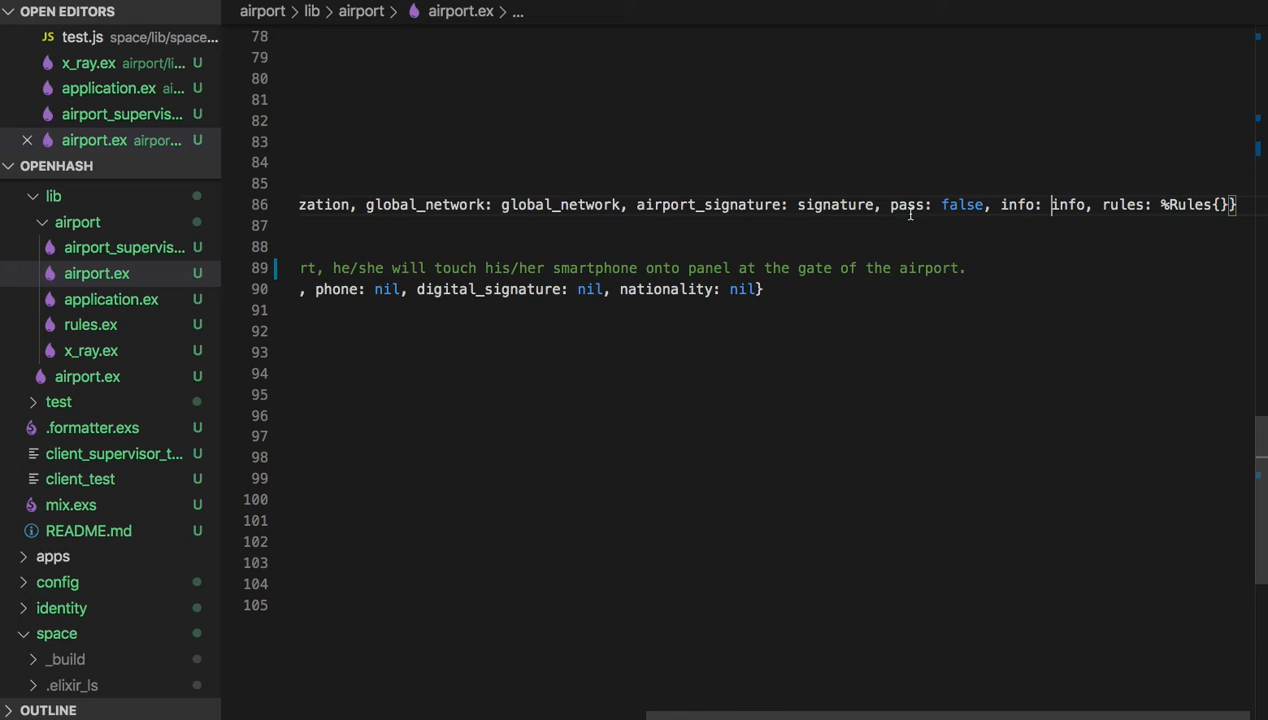 OPEN EDITORS
JS test.js space/lib/space...
x_ray.ex airport/li... U
application.ex ai... U
airport_supervis... U
airport.ex airpor... U
OPENHASH
lib
airport
airport_supervis... U
airport.ex U
application.ex U
rules.ex U
x_ray.ex U
airport.ex U
test
.formatter.exs U
client_supervisor_t... U
client_test U
mix.exs U
README.md U
apps
config
identity
space
_build
.elixir_ls
OUTLINE
airport > lib > airport > airport.ex > ...
78
79
80
81
82
83
84
85
86 zation, global_network: global_network, airport_signature: signature, pass: false, info: info, rules: %Rules{}}
87
88
89 rt, he/she will touch his/her smartphone onto panel at the gate of the airport.
90 , phone: nil, digital_signature: nil, nationality: nil}
91
92
93
94
95
96
97
98
99
100
101
102
103
104
105